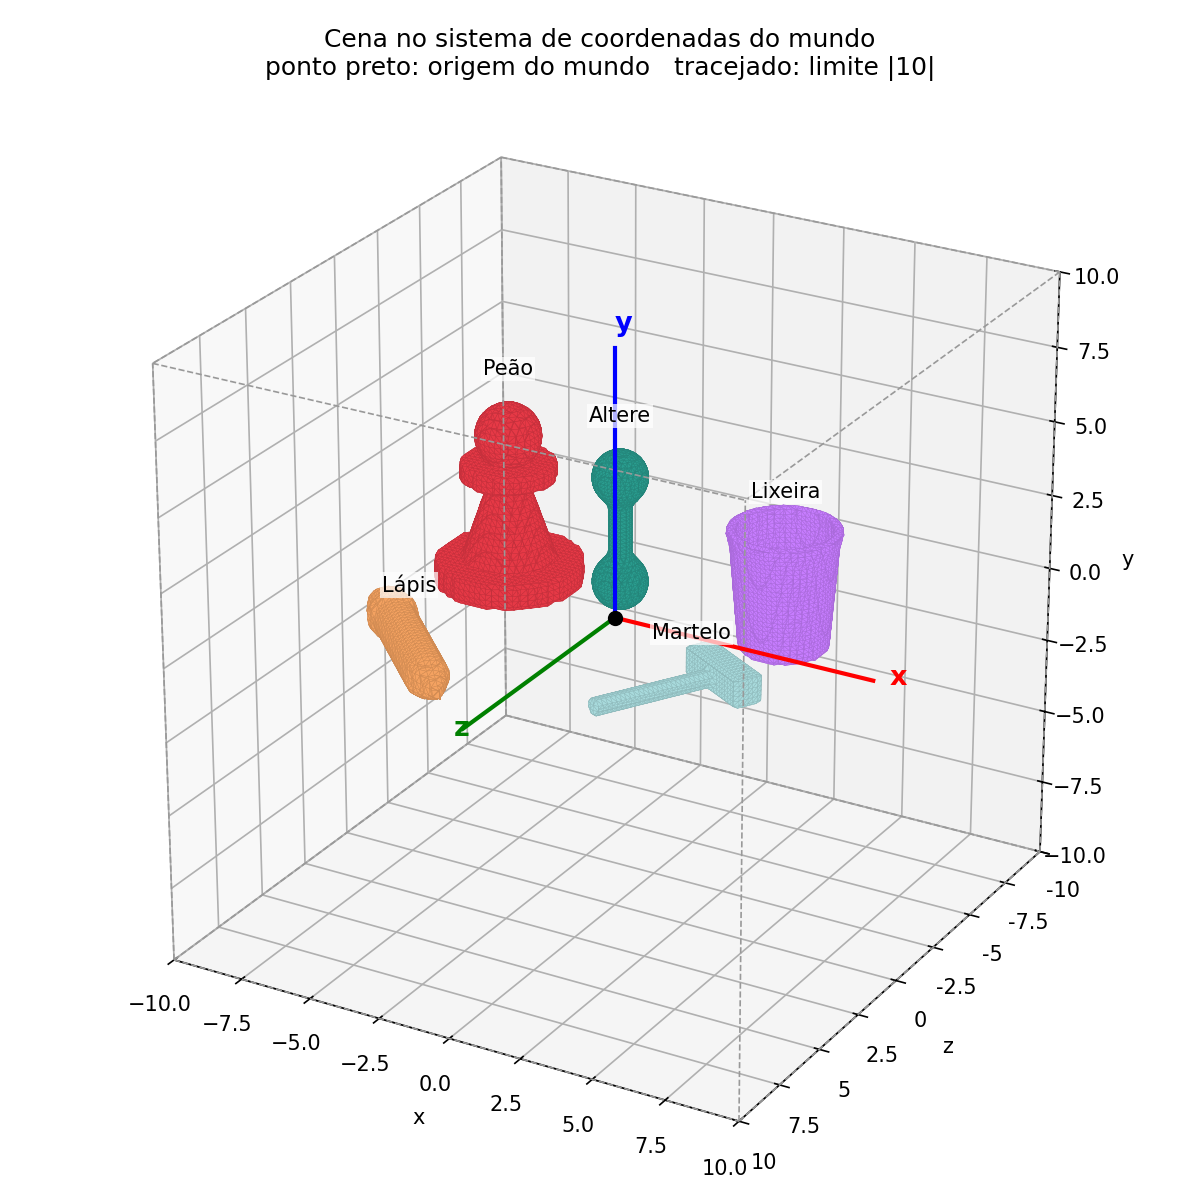 Cena no sistema de coordenadas do mundo
ponto preto: origem do mundo   tracejado: limite |10|
y
Peão
Altere
Lixeira
Lápis
Martelo
x
z
10.0
7.5
5.0
2.5
0.0
−2.5
−5.0
−7.5
−10.0
y
-10
-7.5
-5
-2.5
0
2.5
5
7.5
10
z
−10.0
−7.5
−5.0
−2.5
0.0
2.5
5.0
7.5
10.0
x